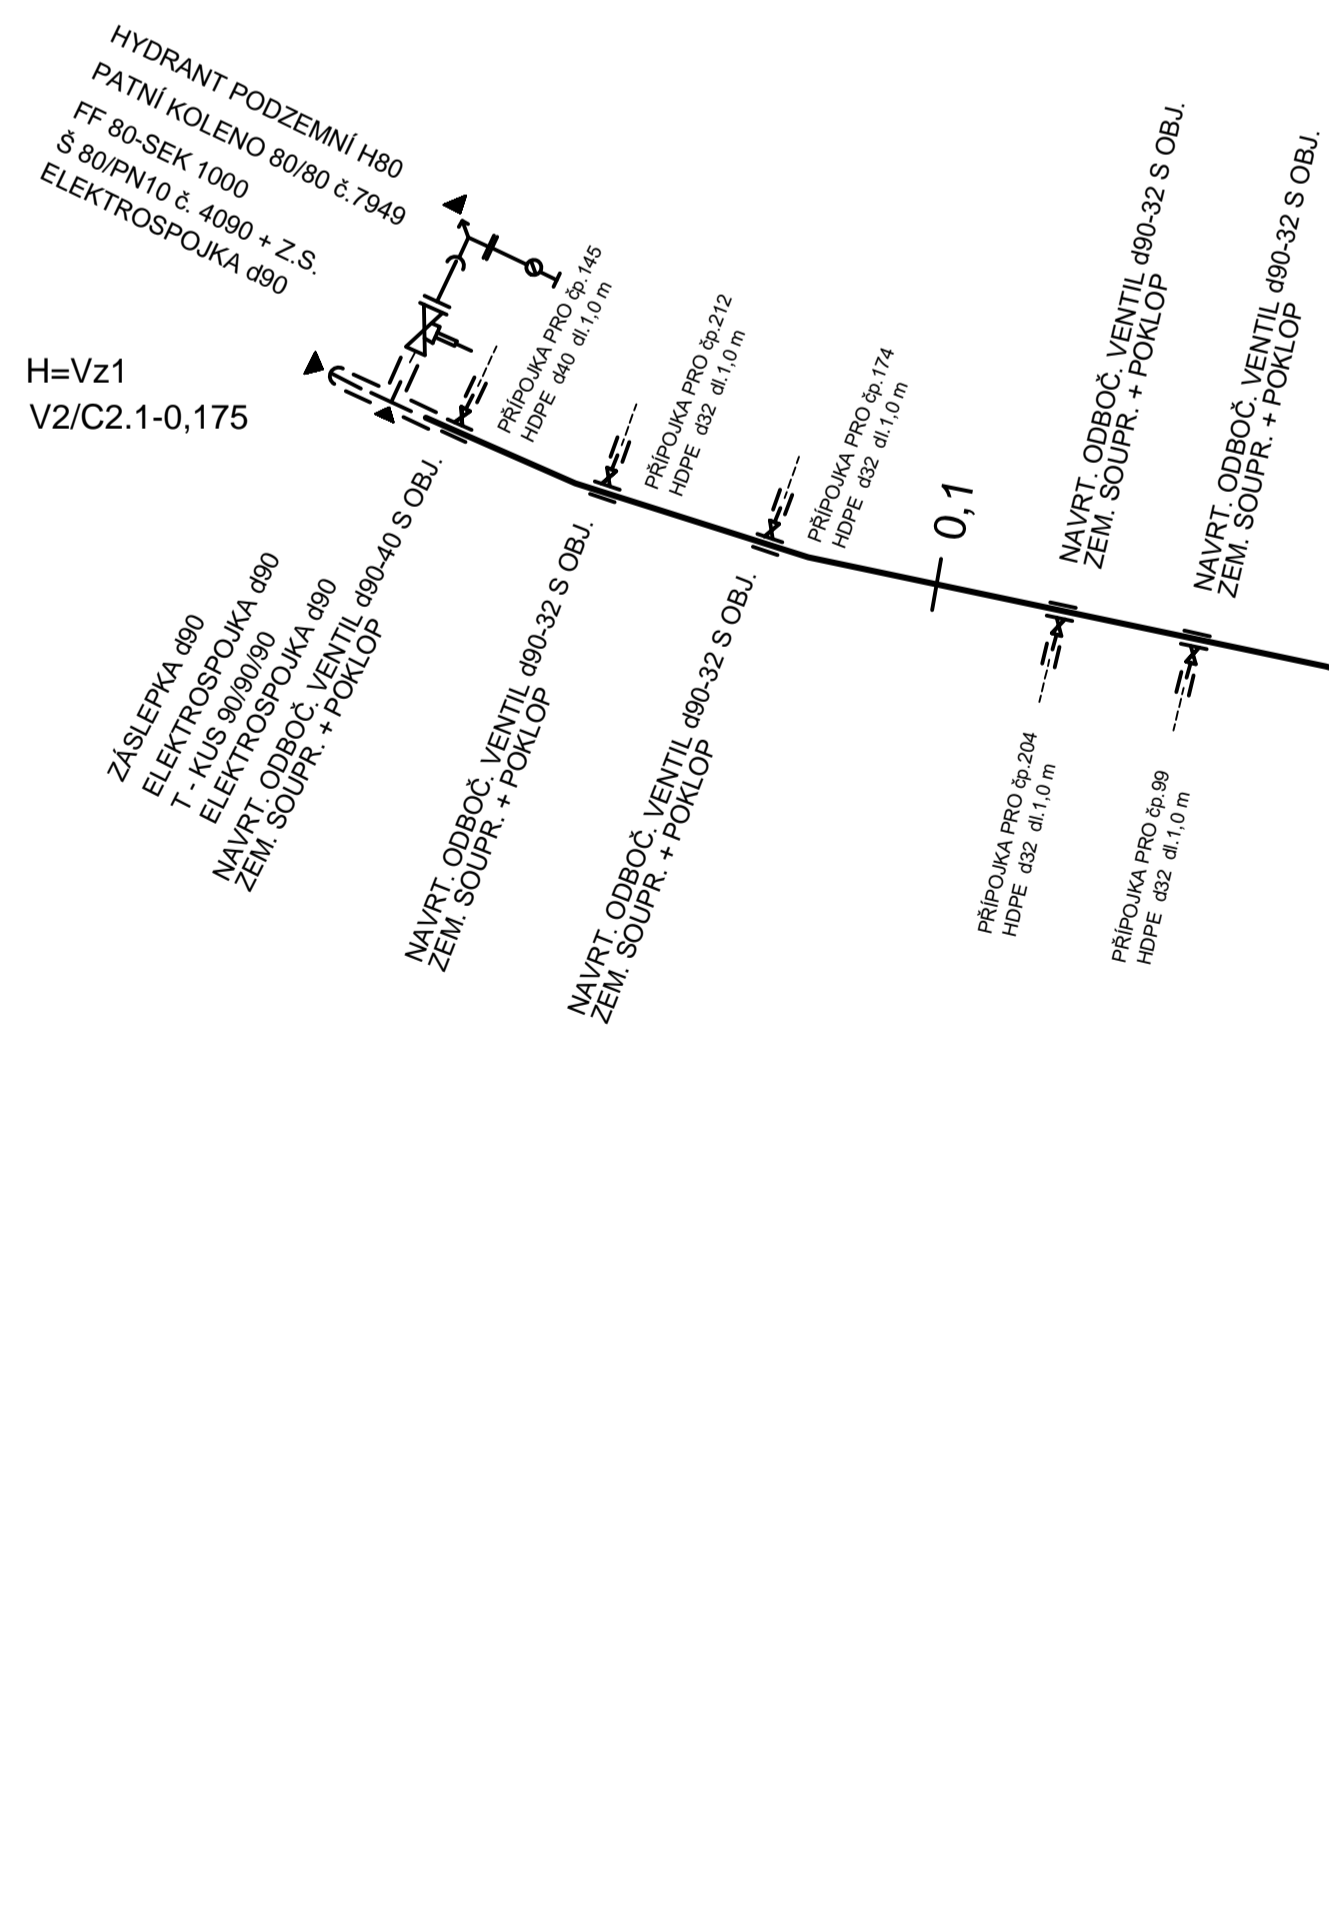 HYDRANT PODZEMNÍ H80
PATNÍ KOLENO 80/80 č.7949
FF 80-SEK 1000
Š 80/PN10 č. 4090 + Z.S.
ELEKTROSPOJKA d90
H=Vz1
V2/C2.1-0,175
ZÁSLEPKA d90
ELEKTROSPOJKA d90
T - KUS 90/90/90
ELEKTROSPOJKA d90
NAVRT. ODBOČ. VENTIL d90-40 S OBJ.
ZEM. SOUPR. + POKLOP
PŘÍPOJKA PRO čp.145
HDPE d40 dl.1,0 m
NAVRT. ODBOČ. VENTIL d90-32 S OBJ.
ZEM. SOUPR. + POKLOP
PŘÍPOJKA PRO čp.212
HDPE d32 dl.1,0 m
NAVRT. ODBOČ. VENTIL d90-32 S OBJ.
ZEM. SOUPR. + POKLOP
PŘÍPOJKA PRO čp.174
HDPE d32 dl.1,0 m
0,1
NAVRT. ODBOČ. VENTIL d90-32 S OBJ.
ZEM. SOUPR. + POKLOP
PŘÍPOJKA PRO čp.204
HDPE d32 dl.1,0 m
NAVRT. ODBOČ. VENTIL d90-32 S OBJ.
ZEM. SOUPR. + POKLOP
PŘÍPOJKA PRO čp.99
HDPE d32 dl.1,0 m